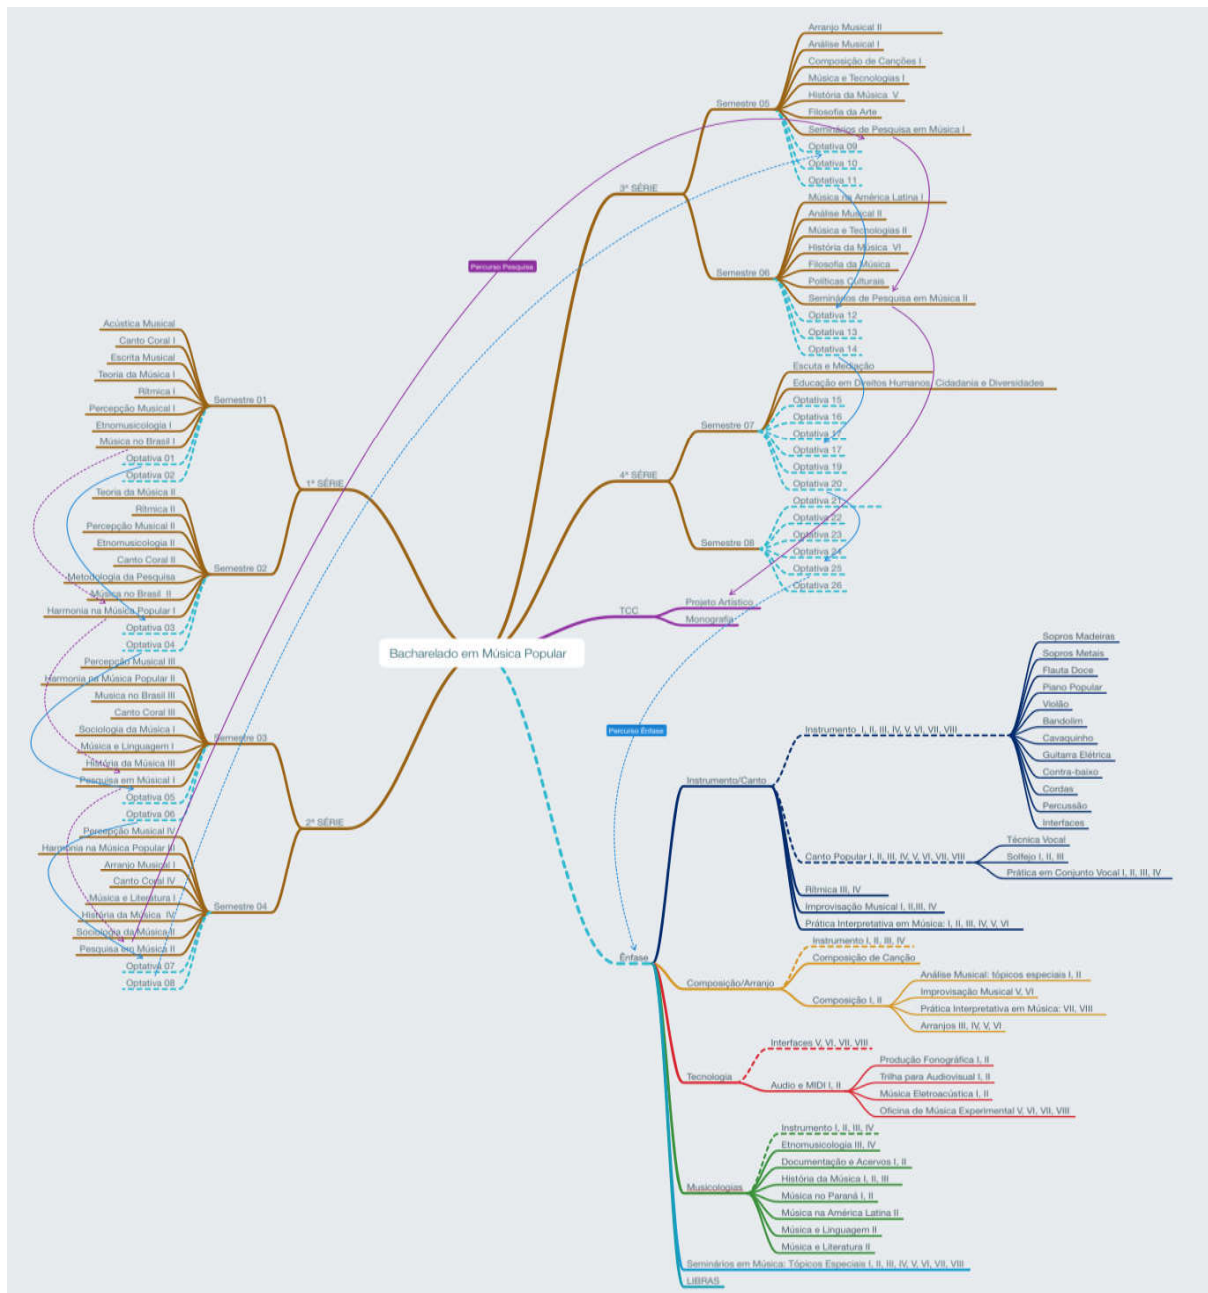 Bacharelado em Música Popular
1ª SÉRIE
Semestre 01
Acústica Musical
Canto Coral I
Escrita Musical
Teoria da Música I
Rítmica I
Percepção Musical I
Etnomusicologia I
Música no Brasil I
Optativa 01
Optativa 02
Semestre 02
Teoria da Música II
Rítmica II
Percepção Musical II
Etnomusicologia II
Canto Coral II
Metodologia da Pesquisa
Música no Brasil II
Harmonia na Música Popular I
Optativa 03
Optativa 04
2ª SÉRIE
Semestre 03
Percepção Musical III
Harmonia na Música Popular II
Musica no Brasil III
Canto Coral III
Sociologia da Música I
Música e Linguagem I
História da Música III
Pesquisa em Músical I
Optativa 05
Optativa 06
Semestre 04
Percepção Musical IV
Harmonia na Música Popular III
Arranjo Musical I
Canto Coral IV
Música e Literatura I
História da Música IV
Sociologia da Música II
Pesquisa em Música II
Optativa 07
Optativa 08
Percurso Pesquisa
3ª SÉRIE
Semestre 05
Arranjo Musical II
Análise Musical I
Composição de Canções I
Música e Tecnologias I
História da Música V
Filosofia da Arte
Seminários de Pesquisa em Música I
Optativa 09
Optativa 10
Optativa 11
Semestre 06
Música na América Latina I
Análise Musical II
Música e Tecnologias II
História da Música VI
Filosofia da Música
Políticas Culturais
Seminários de Pesquisa em Música II
Optativa 12
Optativa 13
Optativa 14
4ª SÉRIE
Semestre 07
Escuta e Mediação
Educação em Direitos Humanos, Cidadania e Diversidades
Optativa 15
Optativa 16
Optativa 17
Optativa 17
Optativa 19
Optativa 20
Semestre 08
Optativa 21
Optativa 22
Optativa 23
Optativa 24
Optativa 25
Optativa 26
TCC
Projeto Artístico
Monografia
Percurso Ênfase
Ênfase
Instrumento/Canto
Instrumento I, II, III, IV, V, VI, VII, VIII
Sopros Madeiras
Sopros Metais
Flauta Doce
Piano Popular
Violão
Bandolim
Cavaquinho
Guitarra Elétrica
Contra-baixo
Cordas
Percussão
Interfaces
Canto Popular I, II, III, IV, V, VI, VII, VIII
Técnica Vocal
Solfejo I, II, III
Prática em Conjunto Vocal I, II, III, IV
Rítmica III, IV
Improvisação Musical I, II,III, IV
Prática Interpretativa em Música: I, II, III, IV, V, VI
Composição/Arranjo
Instrumento I, II, III, IV
Composição de Canção
Composição I, II
Análise Musical: tópicos especiais I, II
Improvisação Musical V, VI
Prática Interpretativa em Música: VII, VIII
Arranjos III, IV, V, VI
Tecnologia
Interfaces V, VI, VII, VIII
Audio e MIDI I, II
Produção Fonográfica I, II
Trilha para Audiovisual I, II
Música Eletroacústica I, II
Oficina de Música Experimental V, VI, VII, VIII
Musicologias
Instrumento I, II, III, IV
Etnomusicologia III, IV
Documentação e Acervos I, II
História da Música I, II, III
Música no Paraná I, II
Música na América Latina II
Música e Linguagem II
Música e Literatura II
Seminários em Música: Tópicos Especiais I, II, III, IV, V, VI, VII, VIII
LIBRAS